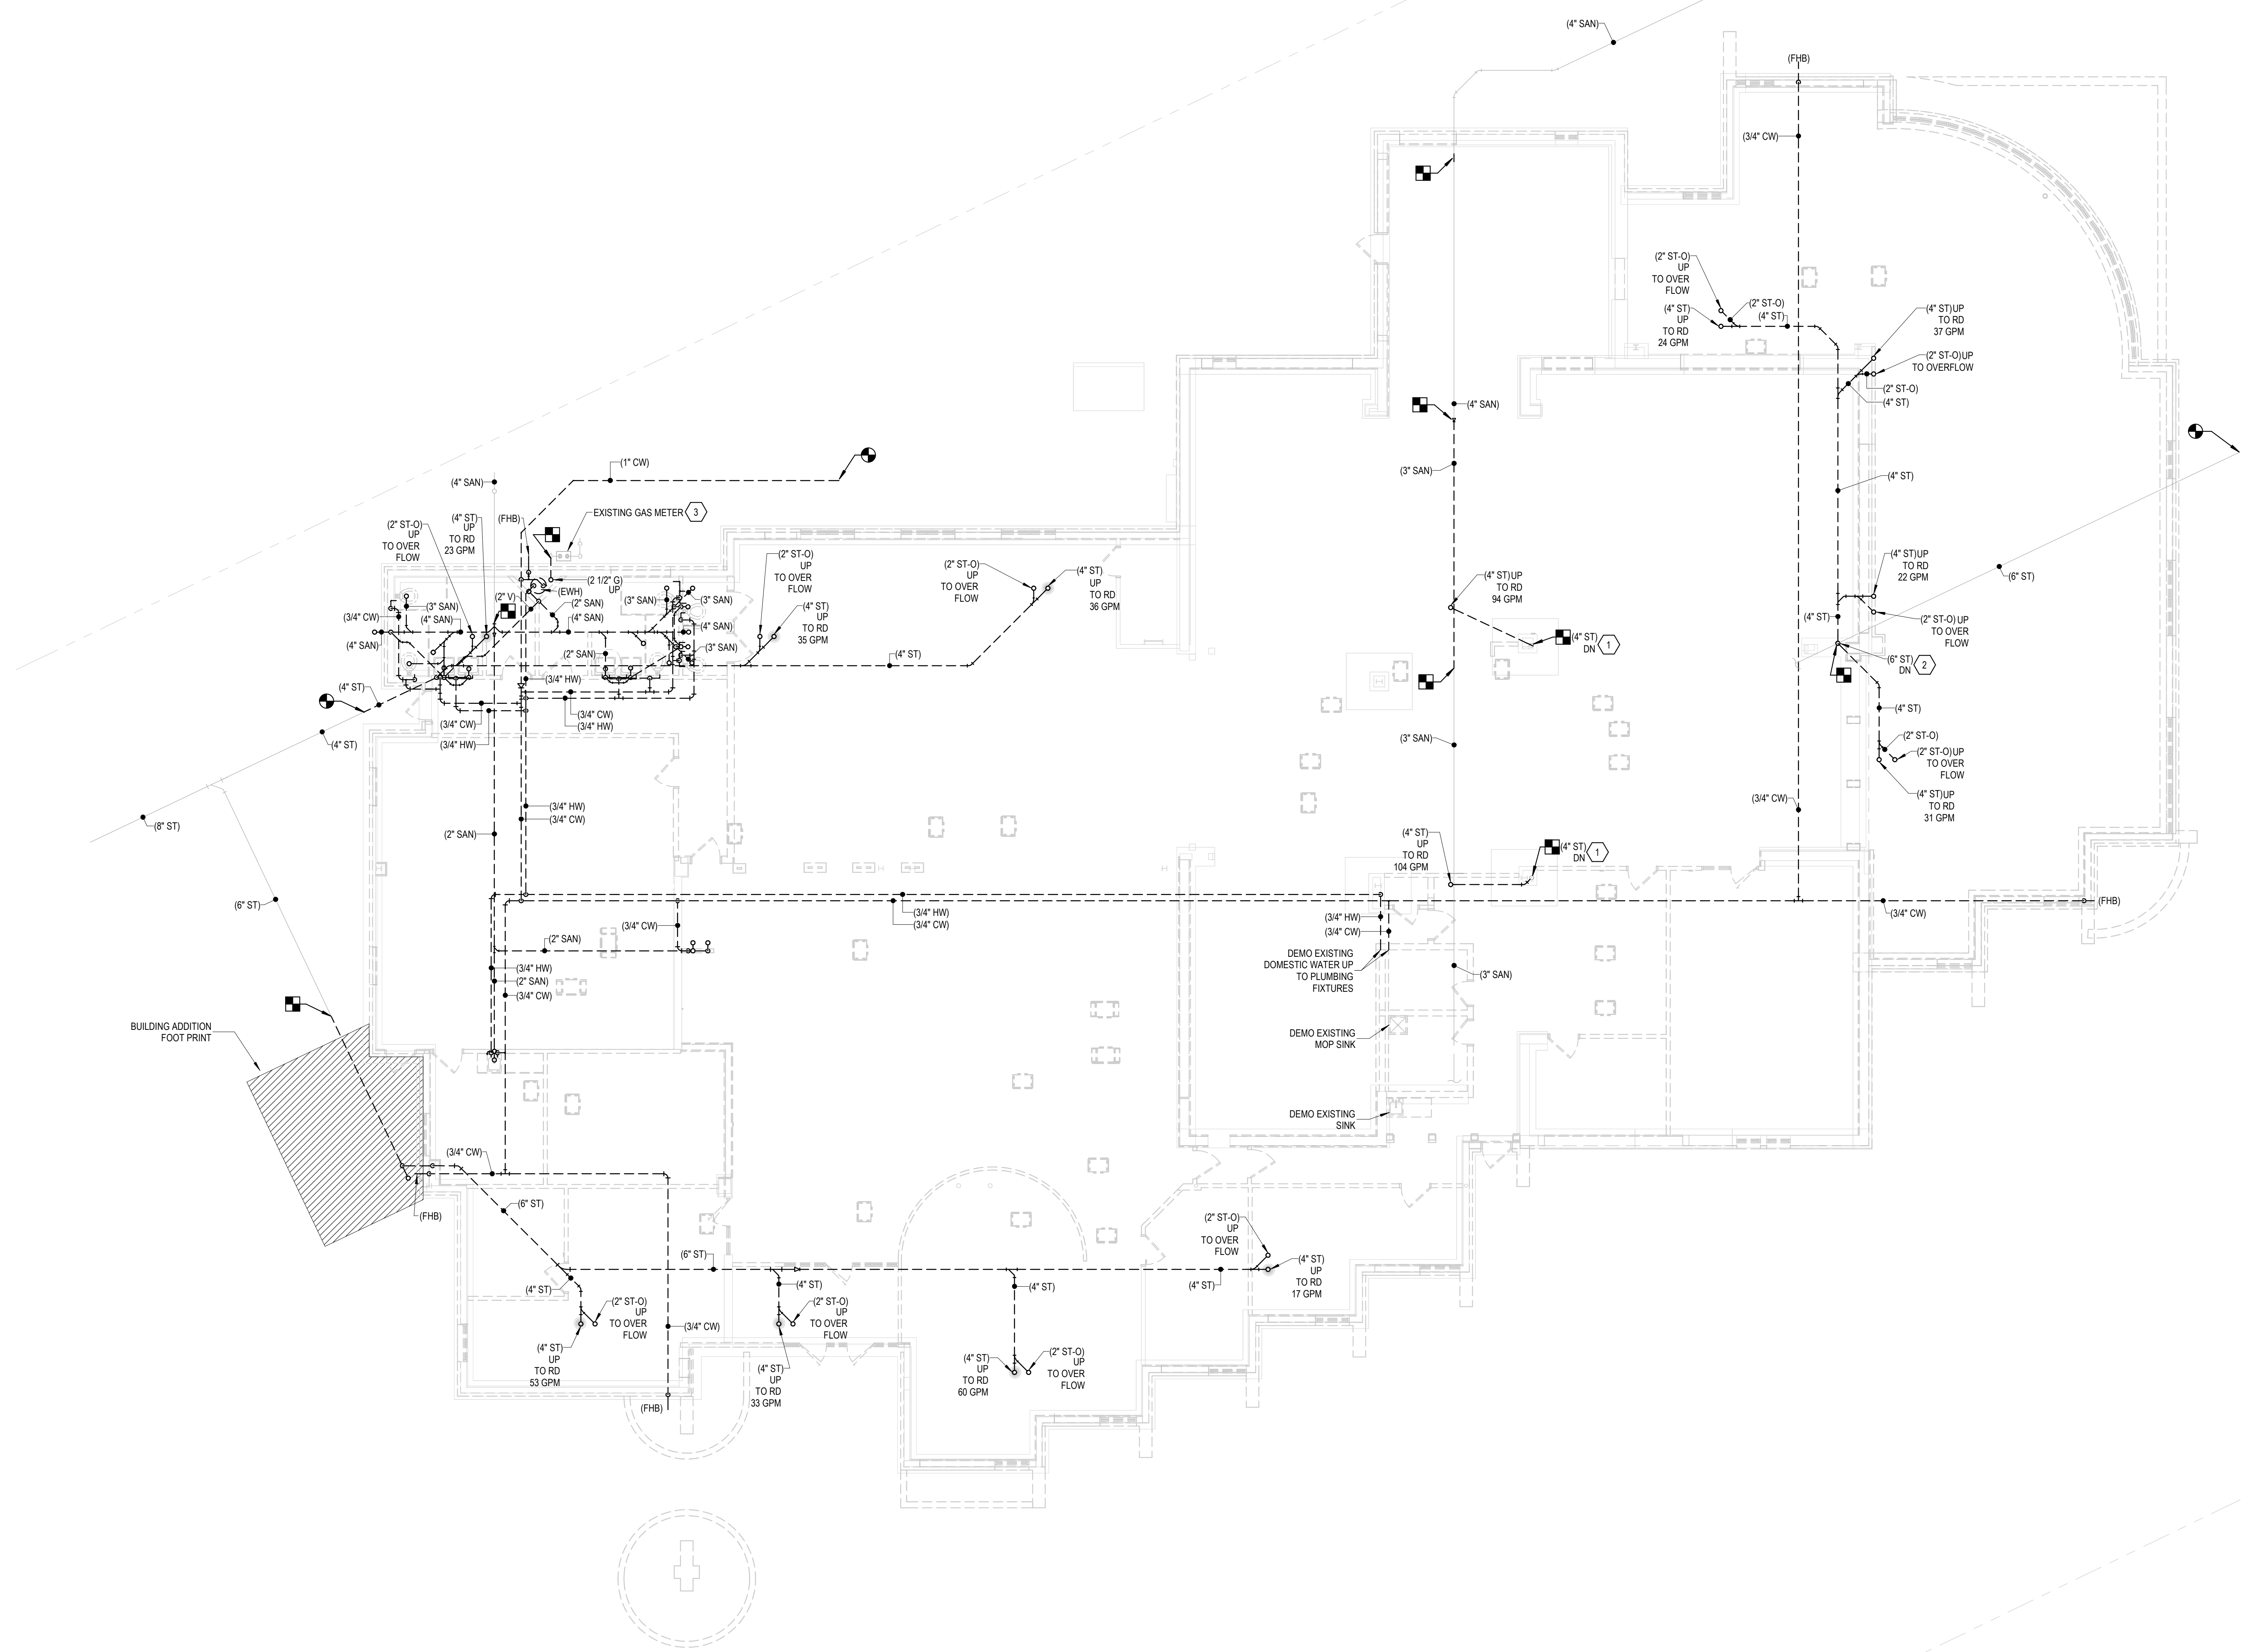 (4" SAN)
(FHB)
(3/4" CW)
(2" ST-O)
UP
TO OVER
FLOW
(4" ST)
UP
TO RD
24 GPM
(2" ST-O)
(4" ST)
(4" ST)UP
TO RD
37 GPM
(2" ST-O)UP
TO OVERFLOW
(2" ST-O)
(4" ST)
(4" SAN)
(3" SAN)
(4" ST)
(1" CW)
(4" SAN)
EXISTING GAS METER 3
(FHB)
(4" ST)
UP
TO RD
23 GPM
(2" ST-O)
UP
TO OVER
FLOW
(2" ST-O)
UP
TO OVER
FLOW
(4" ST)
UP
TO RD
35 GPM
(2" ST-O)
UP
TO OVER
FLOW
(4" ST)
UP
TO RD
36 GPM
(4" ST)UP
TO RD
94 GPM
(4" ST)UP
TO RD
22 GPM
(6" ST)
(2 1/2" G)
UP
(EWH)
(2" V)
(2" SAN)
(3" SAN)
(3" SAN)
(3" SAN)
(3/4" CW)
(4" SAN)
(4" SAN)
(4" SAN)
(4" SAN)
(3" SAN)
(2" SAN)
(4" ST)
(4" ST)
DN 1
(4" ST)
(2" ST-O)UP
TO OVER
FLOW
(6" ST)
DN 2
(3/4" HW)
(4" ST)
(3/4" CW)
(3/4" HW)
(3/4" CW)
(3/4" HW)
(4" ST)
(4" ST)
(3" SAN)
(2" ST-O)
(2" ST-O)UP
TO OVER
FLOW
(4" ST)UP
TO RD
31 GPM
(3/4" CW)
(3/4" HW)
(3/4" CW)
(8" ST)
(2" SAN)
(4" ST)
UP
TO RD
104 GPM
(4" ST)
DN 1
(6" ST)
(3/4" HW)
(3/4" CW)
(3/4" CW)
(2" SAN)
(3/4" HW)
(3/4" CW)
(FHB)
(3/4" CW)
DEMO EXISTING
DOMESTIC WATER UP
TO PLUMBING
FIXTURES
(3" SAN)
(3/4" HW)
(2" SAN)
(3/4" CW)
BUILDING ADDITION
FOOT PRINT
DEMO EXISTING
MOP SINK
DEMO EXISTING
SINK
(3/4" CW)
(6" ST)
(FHB)
(6" ST)
(4" ST)
(4" ST)
(4" ST)
(4" ST)
(2" ST-O)
UP
TO OVER
FLOW
(4" ST)
UP
TO RD
17 GPM
(2" ST-O)
UP
TO OVER
FLOW
(4" ST)
UP
TO RD
53 GPM
(3/4" CW)
(2" ST-O)
UP
TO OVER
FLOW
(4" ST)
UP
TO RD
33 GPM
(4" ST)
UP
TO RD
60 GPM
(2" ST-O)
UP
TO OVER
FLOW
(FHB)